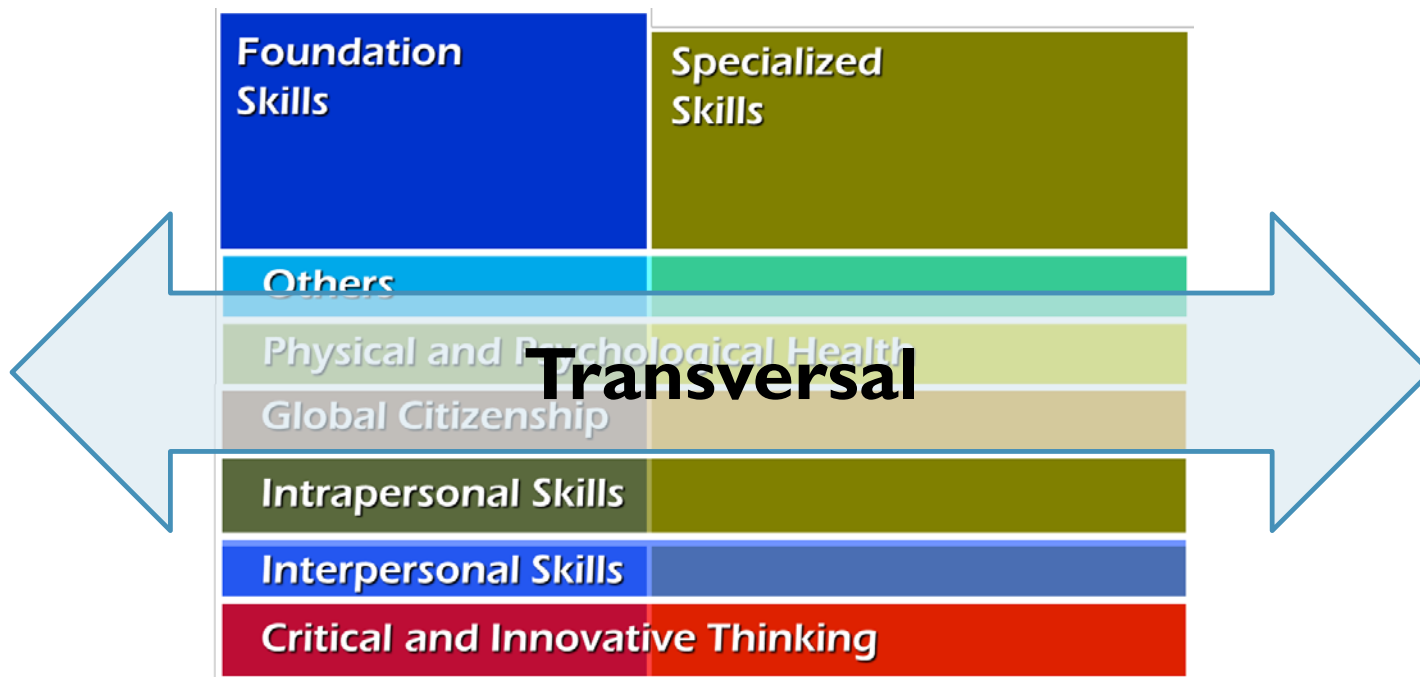 Foundation
Skills
Specialized
Skills
Others
Physical and Psychological Health
Transversal
Global Citizenship
Intrapersonal Skills
Interpersonal Skills
Critical and Innovative Thinking